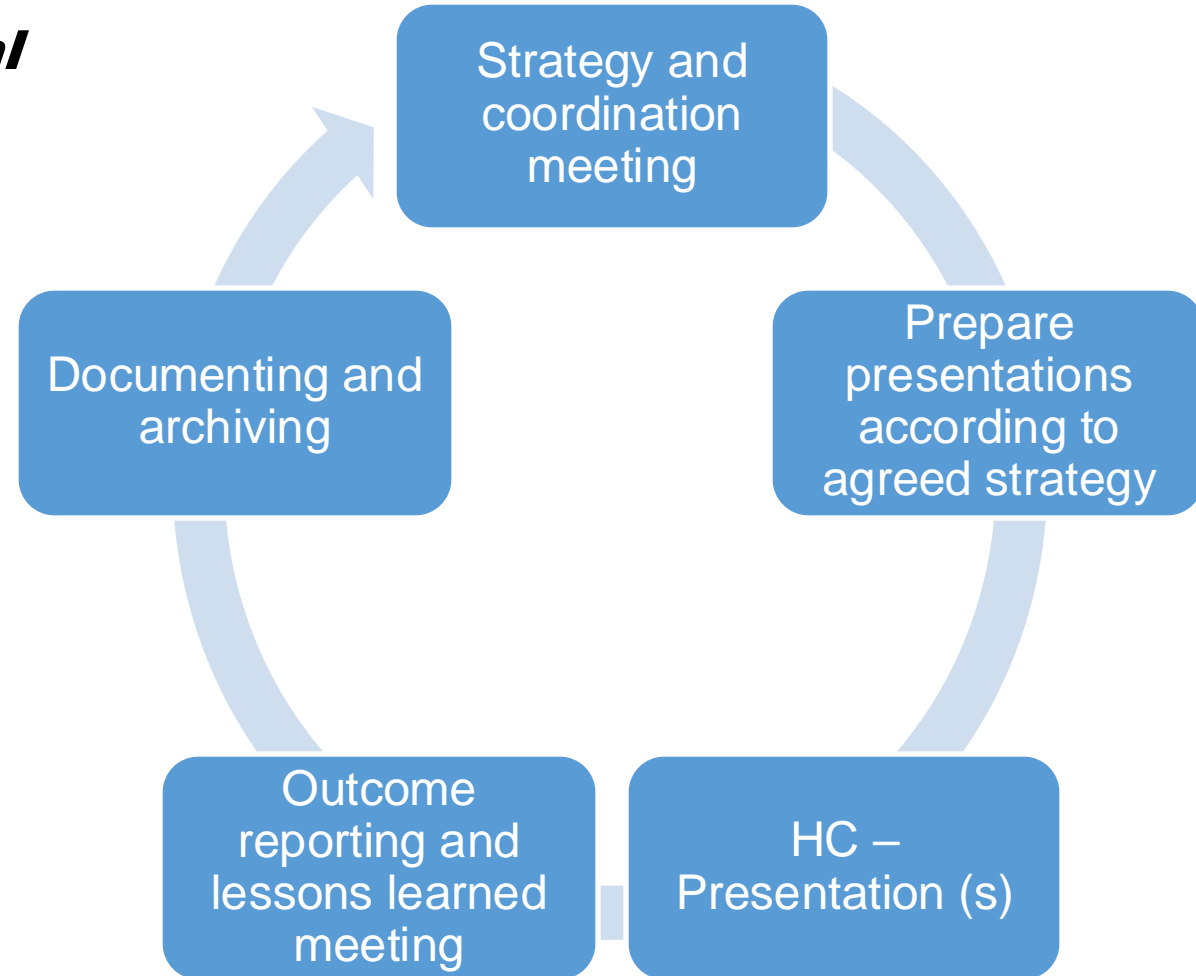 Strategy and
coordination
meeting
Prepare
presentations
according to
agreed strategy
HC –
Presentation (s)
Outcome
reporting and
lessons learned
meeting
Documenting and
archiving